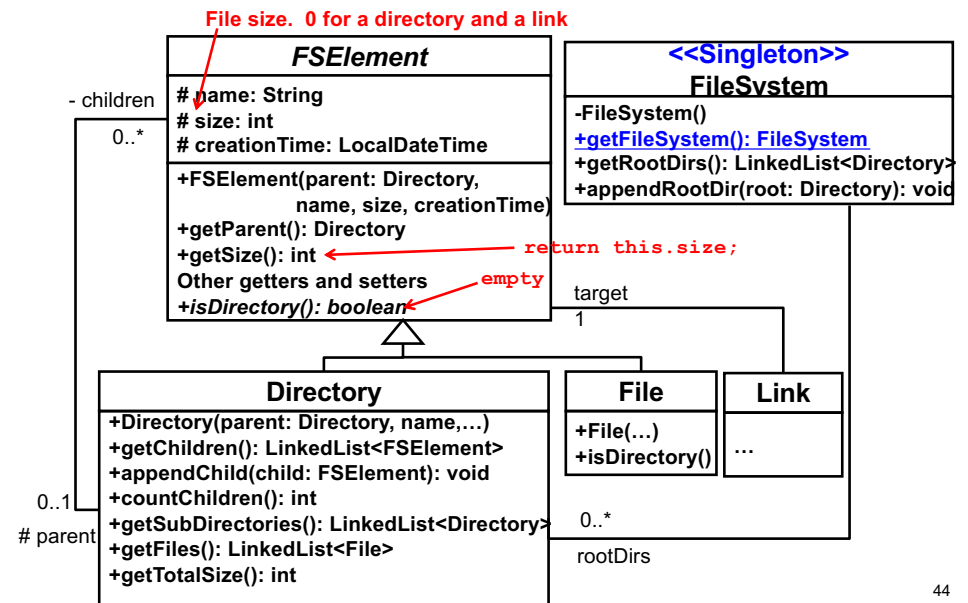 File size.  0 for a directory and a link
FSElement
# name: String
# size: int
# creationTime: LocalDateTime
+FSElement(parent: Directory,
name, size, creationTime)
+getParent(): Directory
+getSize(): int
return this.size;
Other getters and setters
empty
+isDirectory(): boolean
<<Singleton>>
FileSystem
-FileSystem()
+getFileSystem(): FileSystem
+getRootDirs(): LinkedList<Directory>
+appendRootDir(root: Directory): void
- children
0..*
target
1
Directory
+Directory(parent: Directory, name,…)
+getChildren(): LinkedList<FSElement>
+appendChild(child: FSElement): void
+countChildren(): int
+getSubDirectories(): LinkedList<Directory>
+getFiles(): LinkedList<File>
+getTotalSize(): int
File
+File(…)
+isDirectory()
Link
…
0..1
# parent
0..*
rootDirs
44